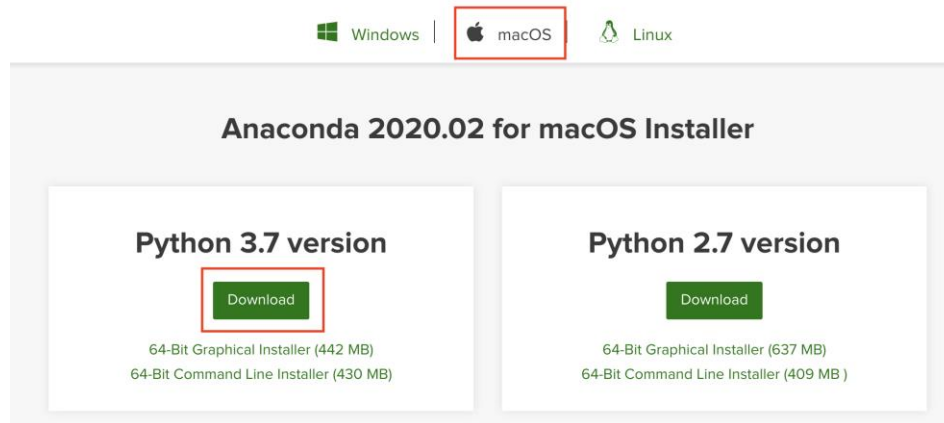 Windows | macOS | Linux
Anaconda 2020.02 for macOS Installer
Python 3.7 version
Download
64-Bit Graphical Installer (442 MB)
64-Bit Command Line Installer (430 MB)
Python 2.7 version
Download
64-Bit Graphical Installer (637 MB)
64-Bit Command Line Installer (409 MB )